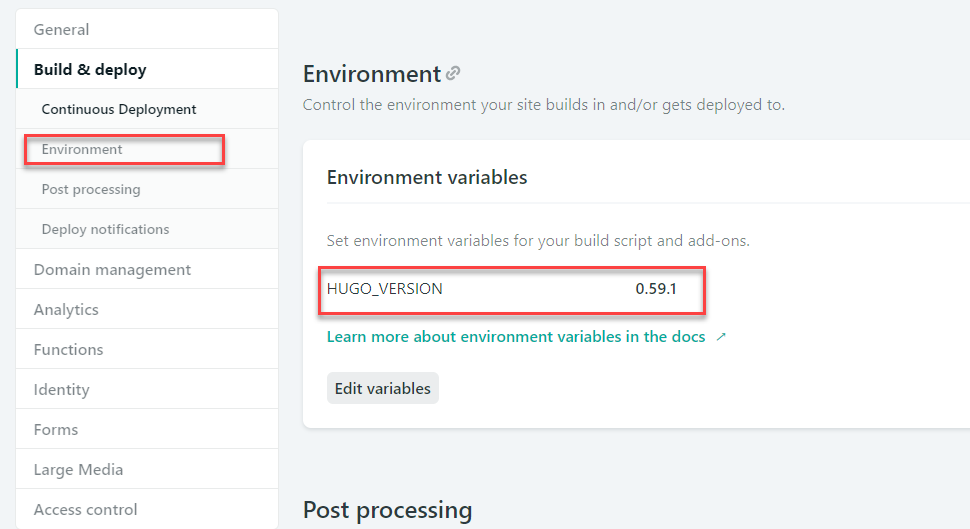 General
Build & deploy
Continuous Deployment
Environment
Post processing
Deploy notifications
Domain management
Analytics
Functions
Identity
Forms
Large Media
Access control
Environment
Control the environment your site builds in and/or gets deployed to.
Environment variables
Set environment variables for your build script and add-ons.
HUGO_VERSION 0.59.1
Learn more about environment variables in the docs
Edit variables
Post processing